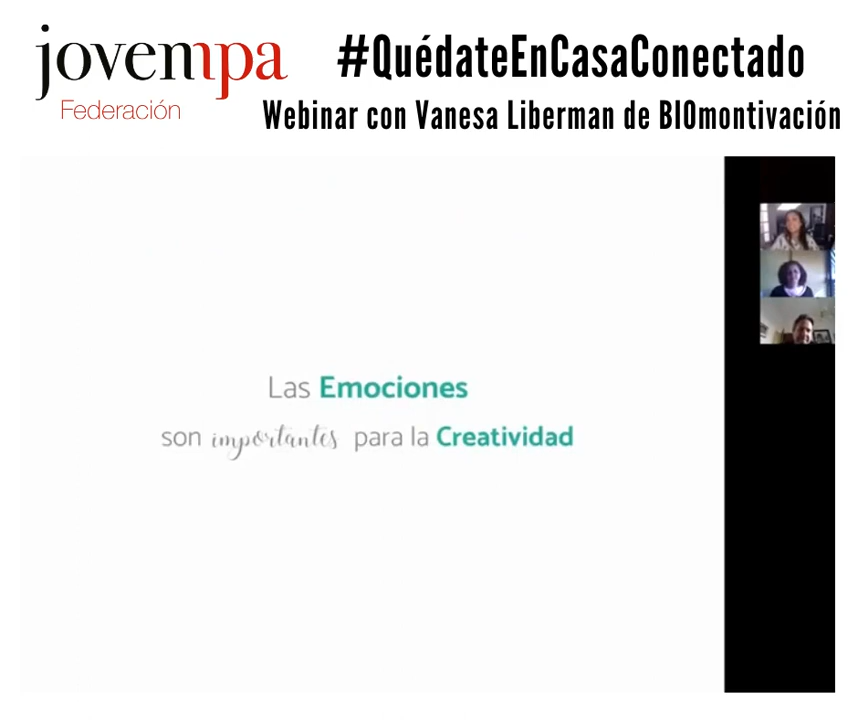 jovempa
Federación
#QuédateEnCasaConectado
Webinar con Vanesa Liberman de BIOmontivación
Las Emociones
son importantes para la Creatividad